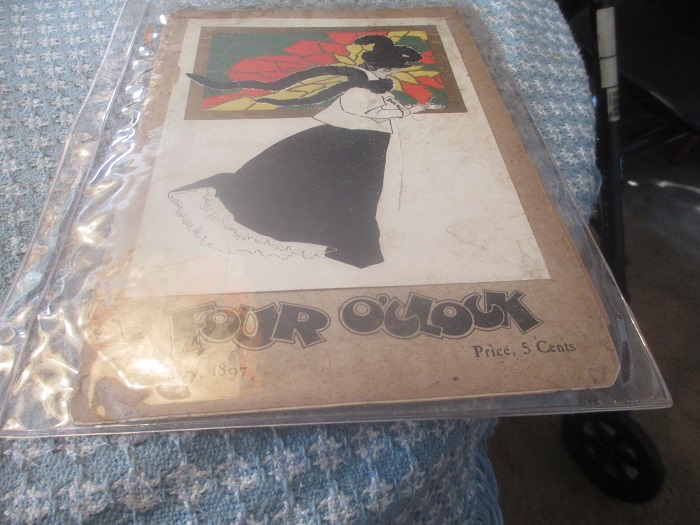 FOUR O'CLOCK
Price, 5 Cents
1897